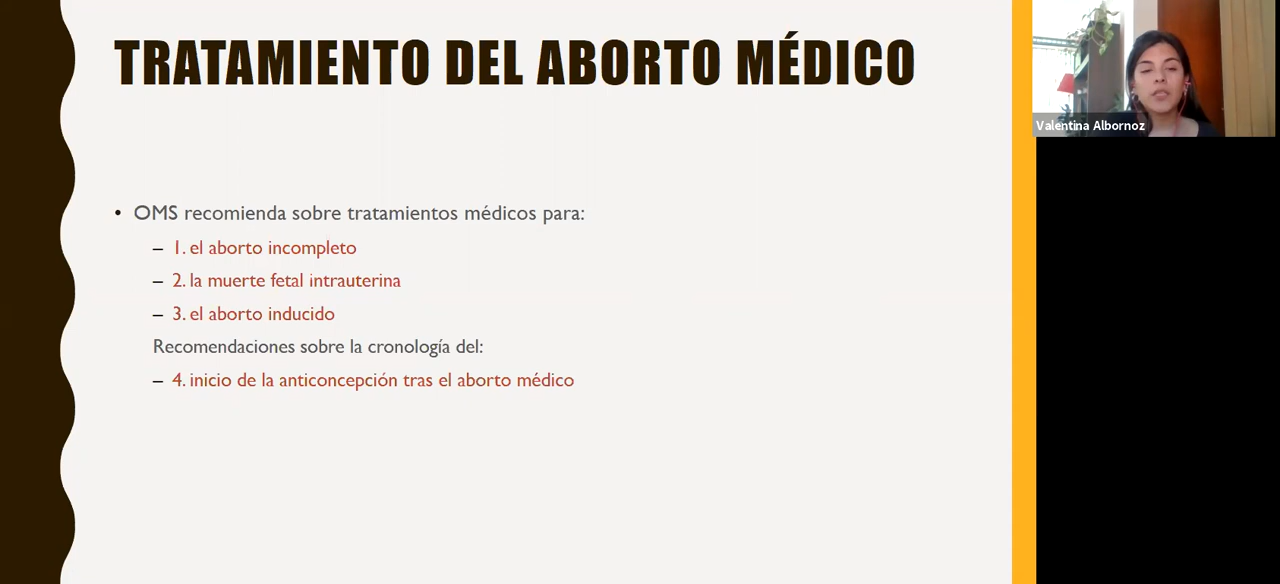 TRATAMIENTO DEL ABORTO MÉDICO
• OMS recomienda sobre tratamientos médicos para:
– 1. el aborto incompleto
– 2. la muerte fetal intrauterina
– 3. el aborto inducido
Recomendaciones sobre la cronología del:
– 4. inicio de la anticoncepción tras el aborto médico
Valentina Albornoz